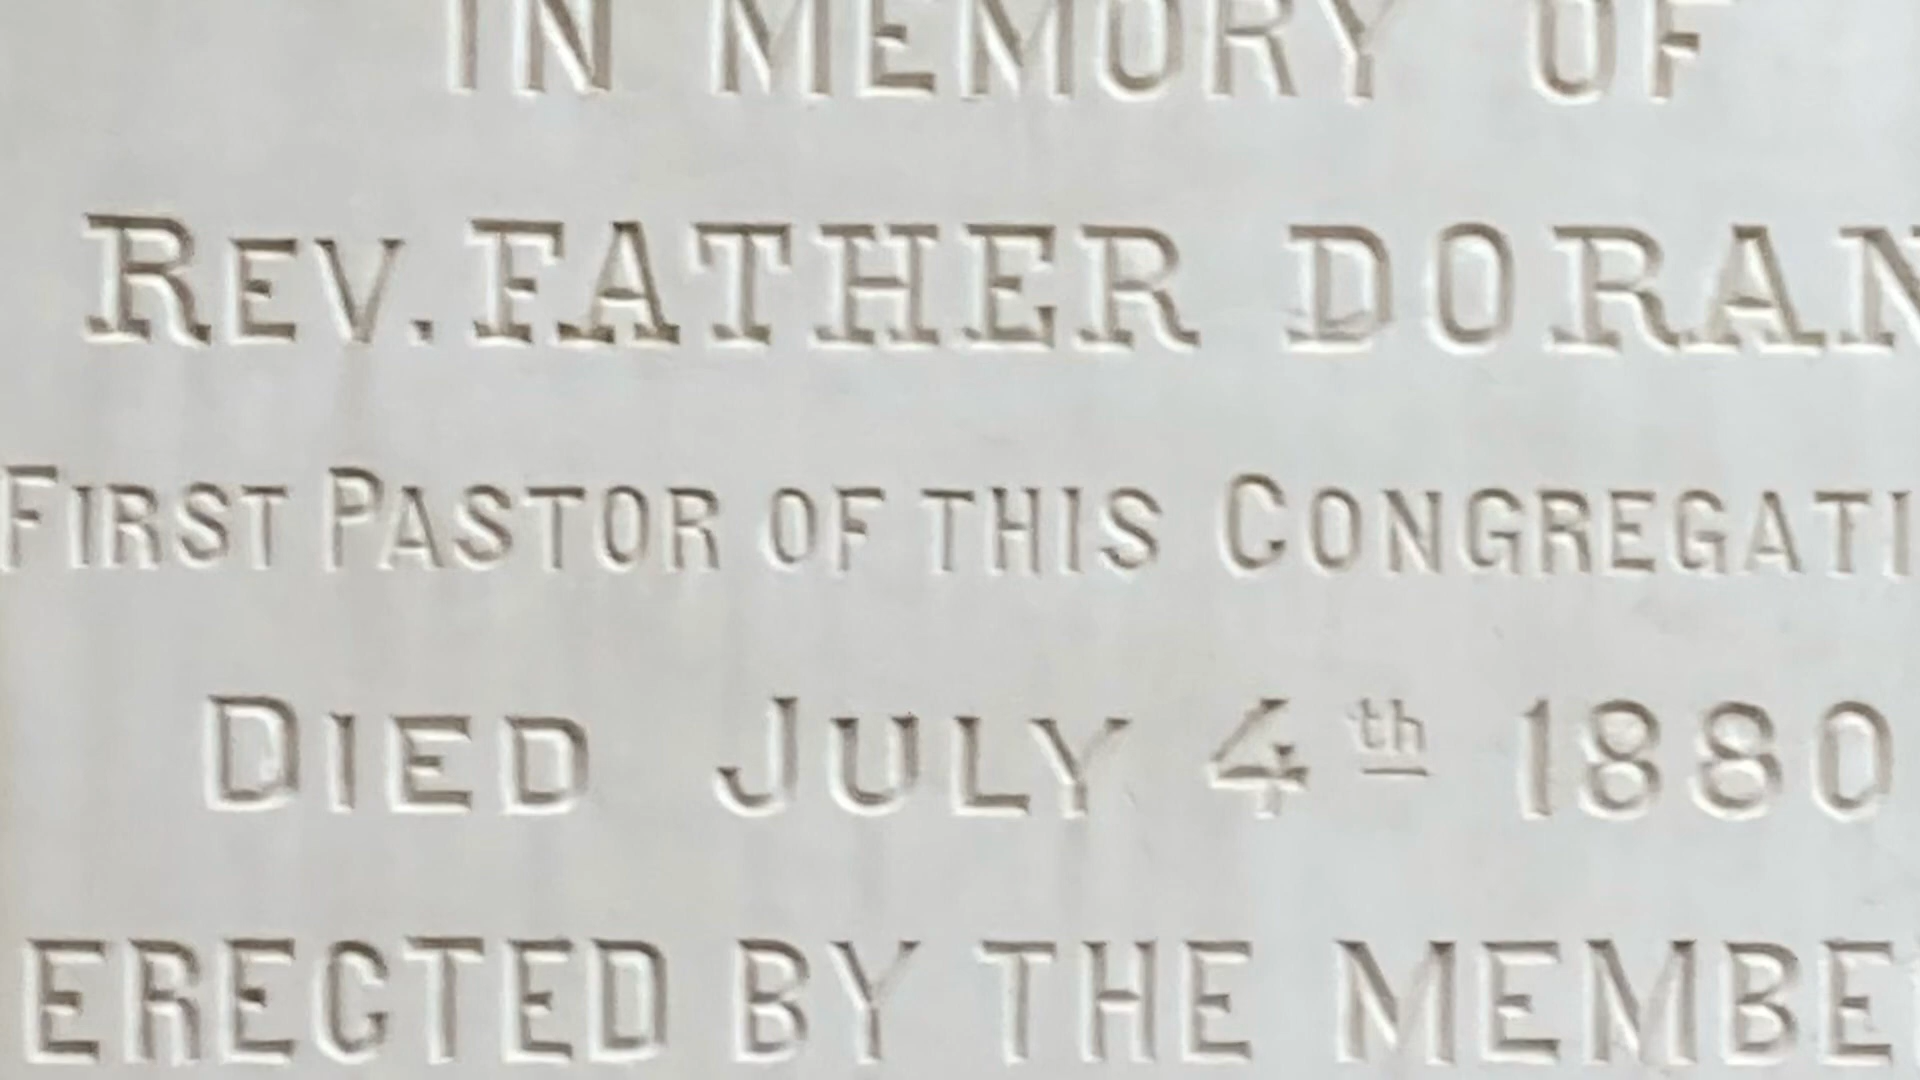 IN MEMORY OF
REV. FATHER DORAN
FIRST PASTOR OF THIS CONGREGATI
DIED JULY 4th 1880
ERECTED BY THE MEMBE